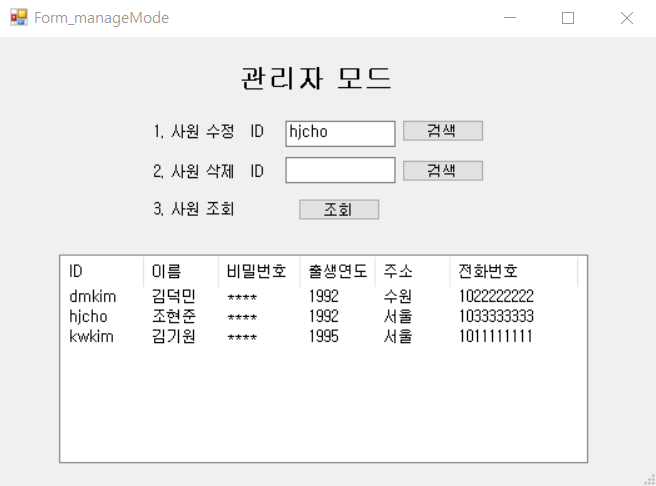 Form_manageMode
관리자 모드
1. 사원 수정 ID hjcho 검색
2. 사원 삭제 ID 검색
3. 사원 조회 조회
ID 이름 비밀번호 출생연도 주소 전화번호
dmkim 김덕민 **** 1992 수원 1022222222
hjcho 조현준 **** 1992 서울 1033333333
kwkim 김기원 **** 1995 서울 1011111111